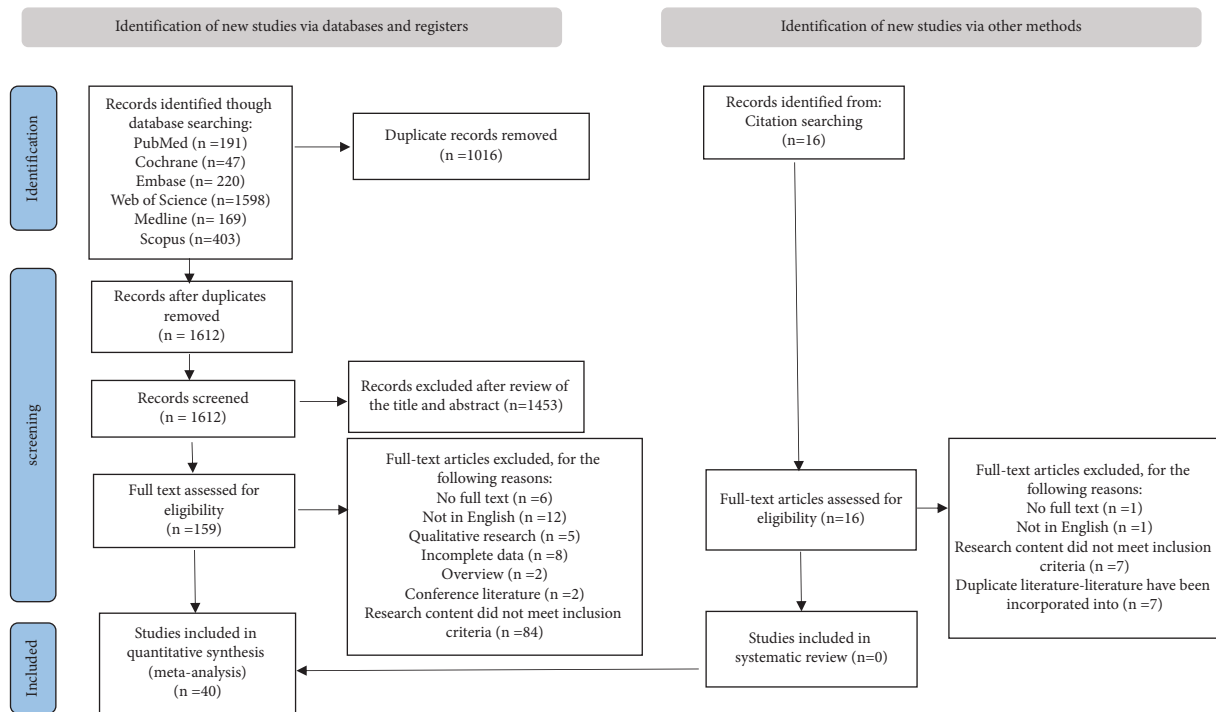 Identification of new studies via databases and registers
Identification of new studies via other methods
Identification
Records identified though
database searching:
PubMed (n =191)
Cochrane (n=47)
Embase (n= 220)
Web of Science (n=1598)
Medline (n= 169)
Scopus (n=403)
Duplicate records removed
(n =1016)
Records identified from:
Citation searching
(n=16)
screening
Records after duplicates
removed
(n = 1612)
Records screened
(n = 1612)
Records excluded after review of
the title and abstract (n=1453)
Full text assessed for
eligibility
(n =159)
Full-text articles excluded, for the
following reasons:
No full text (n =6)
Not in English (n =12)
Qualitative research (n =5)
Incomplete data (n =8)
Overview (n =2)
Conference literature (n =2)
Research content did not meet inclusion
criteria (n =84)
Full-text articles assessed for
eligibility (n=16)
Full-text articles excluded, for the
following reasons:
No full text (n =1)
Not in English (n =1)
Research content did not meet inclusion
criteria (n =7)
Duplicate literature-literature have been
incorporated into (n =7)
Included
Studies included in
quantitative synthesis
(meta-analysis)
(n =40)
Studies included in
systematic review (n=0)